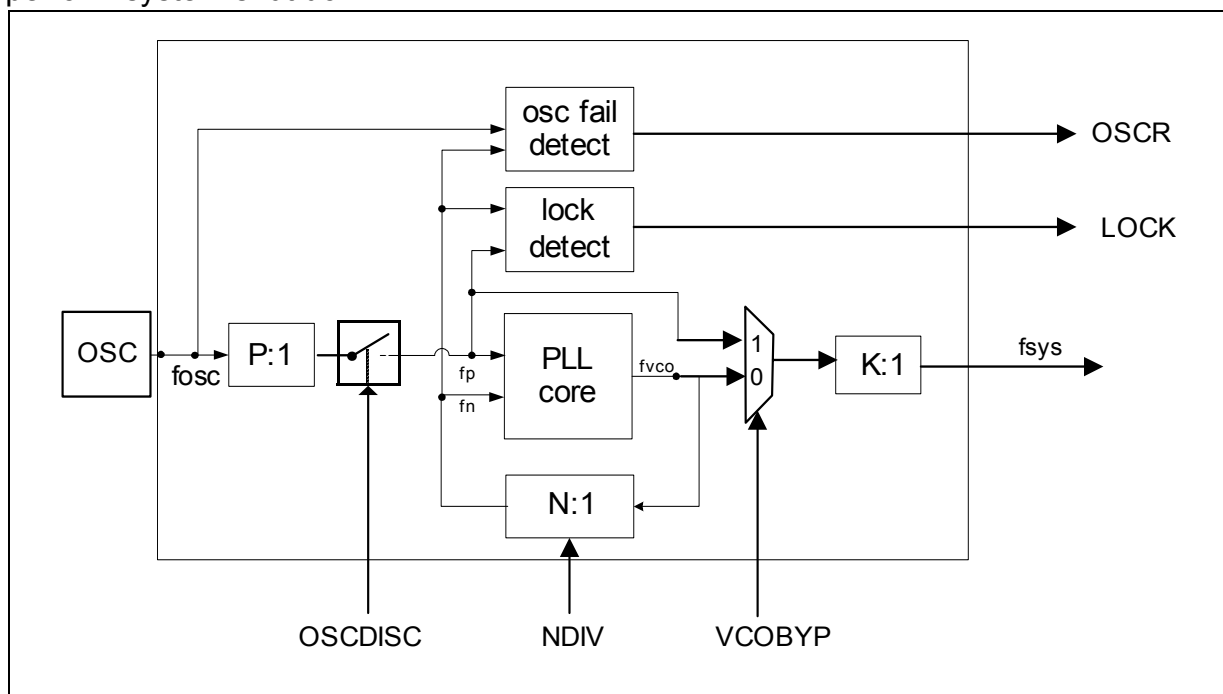 osc fail
detect
OSCR
lock
detect
LOCK
OSC
fosc
P:1
fp
fn
PLL
core
fvco
1
0
K:1
fsys
N:1
OSCDISC
NDIV
VCOBYP